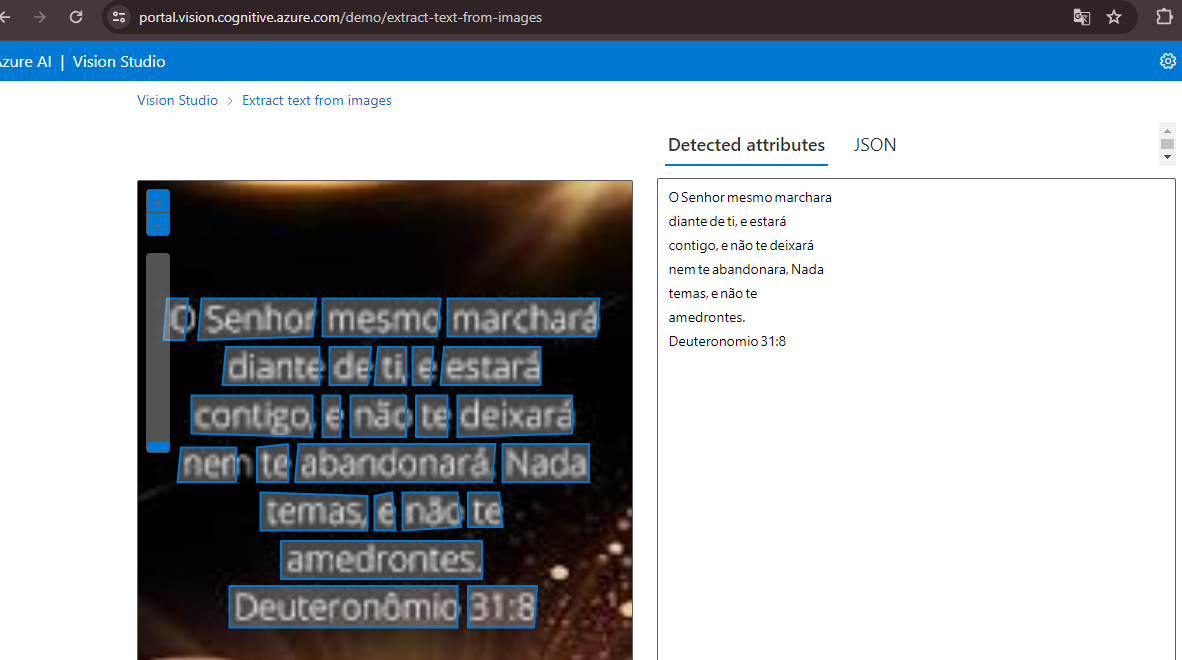 portal.vision.cognitive.azure.com/demo/extract-text-from-images
Azure AI | Vision Studio
Vision Studio > Extract text from images
Detected attributes JSON
O Senhor mesmo marchará
diante de ti, e estará
contigo, e não te deixará
nem te abandonará, Nada
temas, e não te
amedrontes.
Deuteronômio 31:8
O Senhor mesmo marchara
diante de ti, e estará
contigo, e não te deixará
nem te abandonara, Nada
temas, e não te
amedrontes.
Deuteronomio 31:8